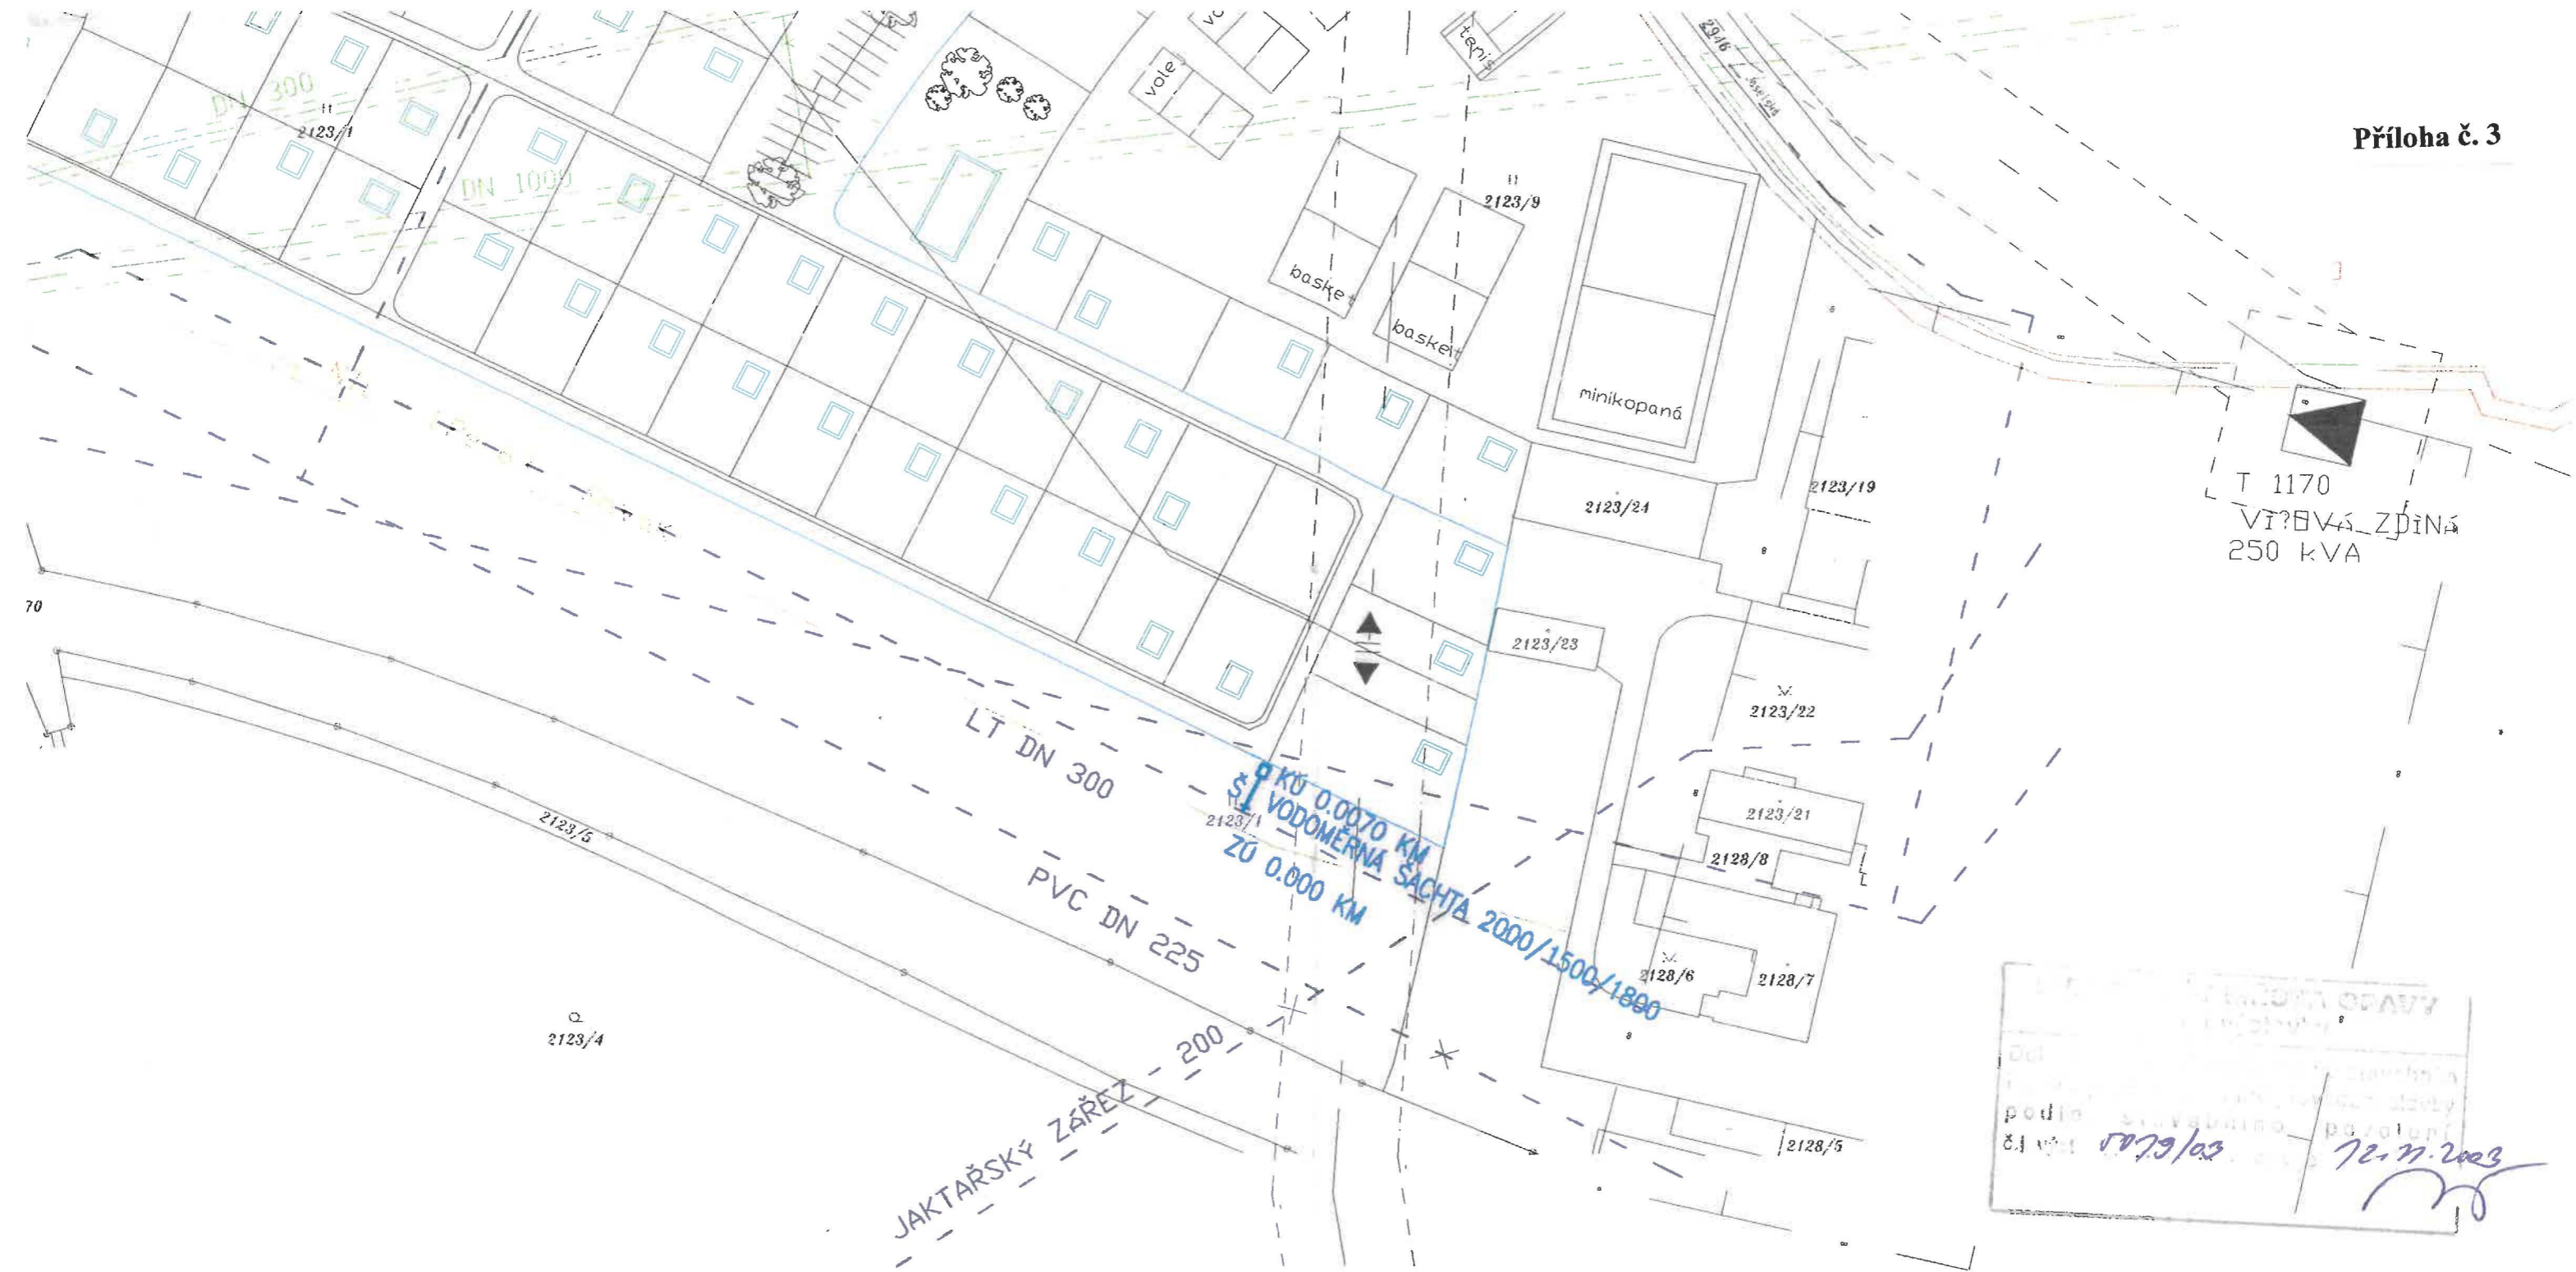 Příloha č. 3
DN 300
2123/1
DN 1000
vole
tenis
2946
2123/9
basket
basket
minikopaná
2123/24
2123/19
T 1170
250 kVA
2123/23
2123/22
70
LT DN 300
KÚ 0.0070 KM
Š1 VODOMĚRNÁ ŠACHTA 2000/1500/1800
ZÚ 0.000 KM
2123/1
2123/21
2128/8
2123/5
PVC DN 225
2128/6
2128/7
2123/4
JAKTAŘSKÝ ZÁŘEZ - 200
2128/5
12.11.2003